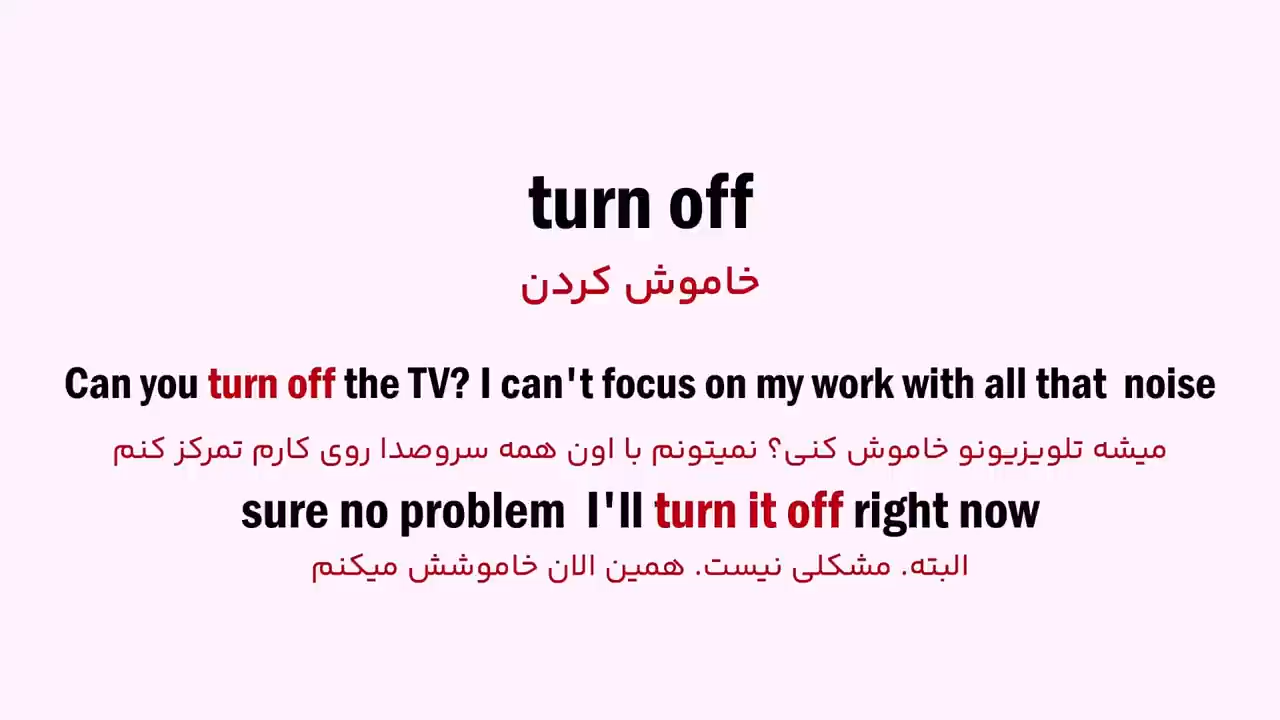 turn off
خاموش کردن
Can you turn off the TV? I can't focus on my work with all that  noise
میشه تلویزیونو خاموش کنی؟ نمیتونم با اون همه سروصدا روی کارم تمرکز کنم
sure no problem  I'll turn it off right now
البته. مشکلی نیست. همین الان خاموشش میکنم